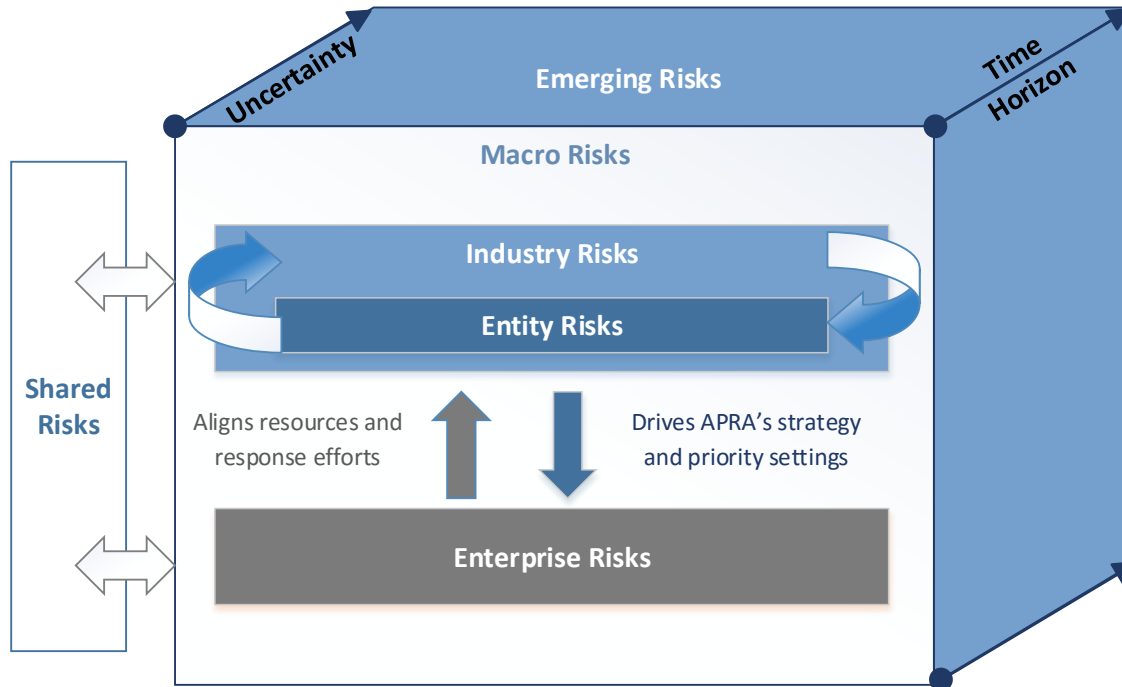 Uncertainty
Emerging Risks
Time
Horizon
Macro Risks
Industry Risks
Entity Risks
Shared
Risks
Aligns resources and
response efforts
Drives APRA’s strategy
and priority settings
Enterprise Risks